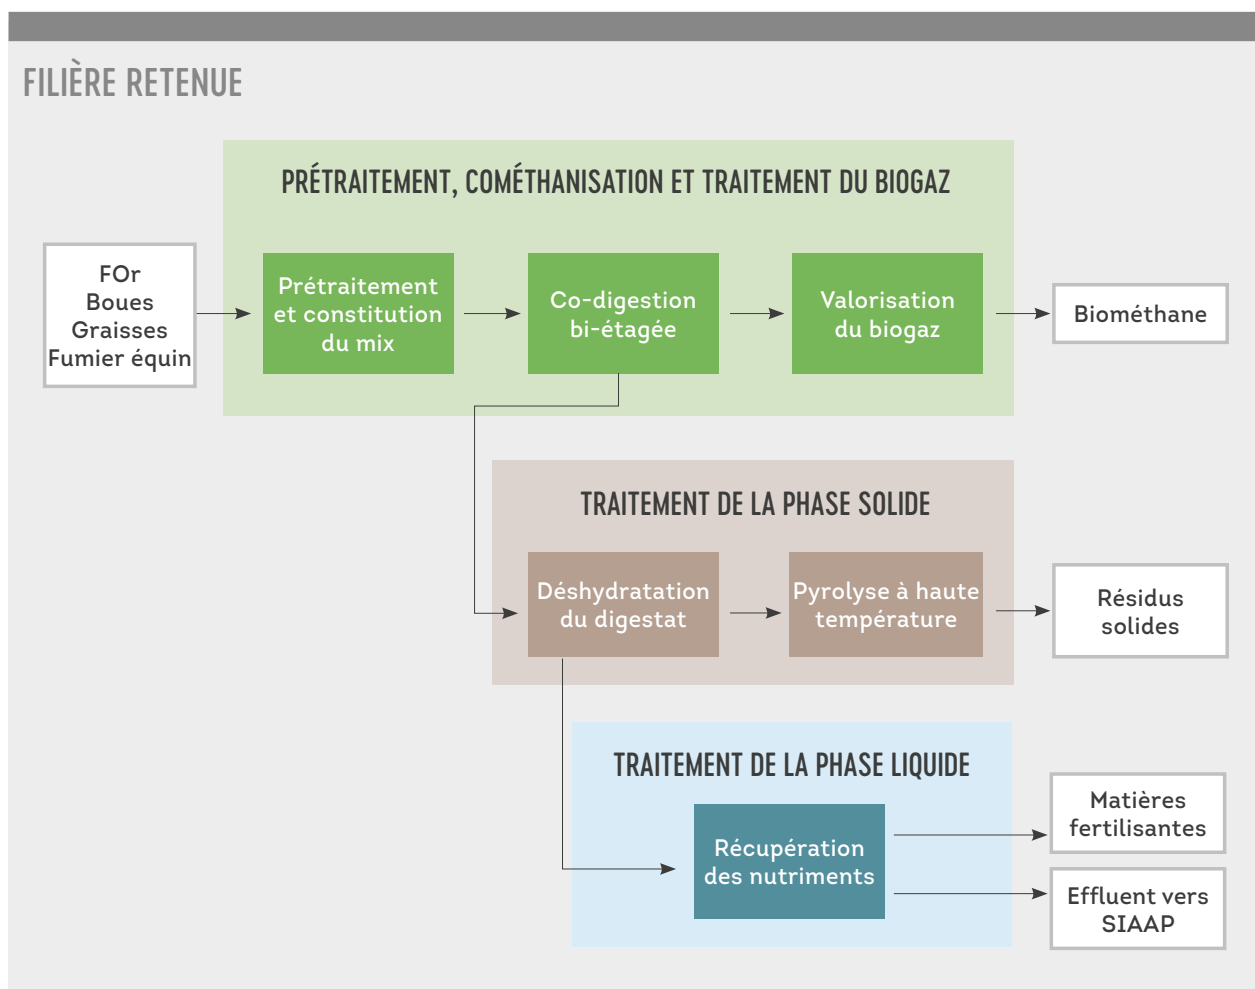 FILIÈRE RETENUE
PRÉTRAITEMENT, COMÉTHANISATION ET TRAITEMENT DU BIOGAZ
FOr
Boues
Graisses
Fumier équin
Prétraitement
et constitution
du mix
Co-digestion
bi-étagée
Valorisation
du biogaz
Biométhane
TRAITEMENT DE LA PHASE SOLIDE
Déshydratation
du digestat
Pyrolyse à haute
température
Résidus
solides
TRAITEMENT DE LA PHASE LIQUIDE
Récupération
des nutriments
Matières
fertilisantes
Effluent vers
SIAAP